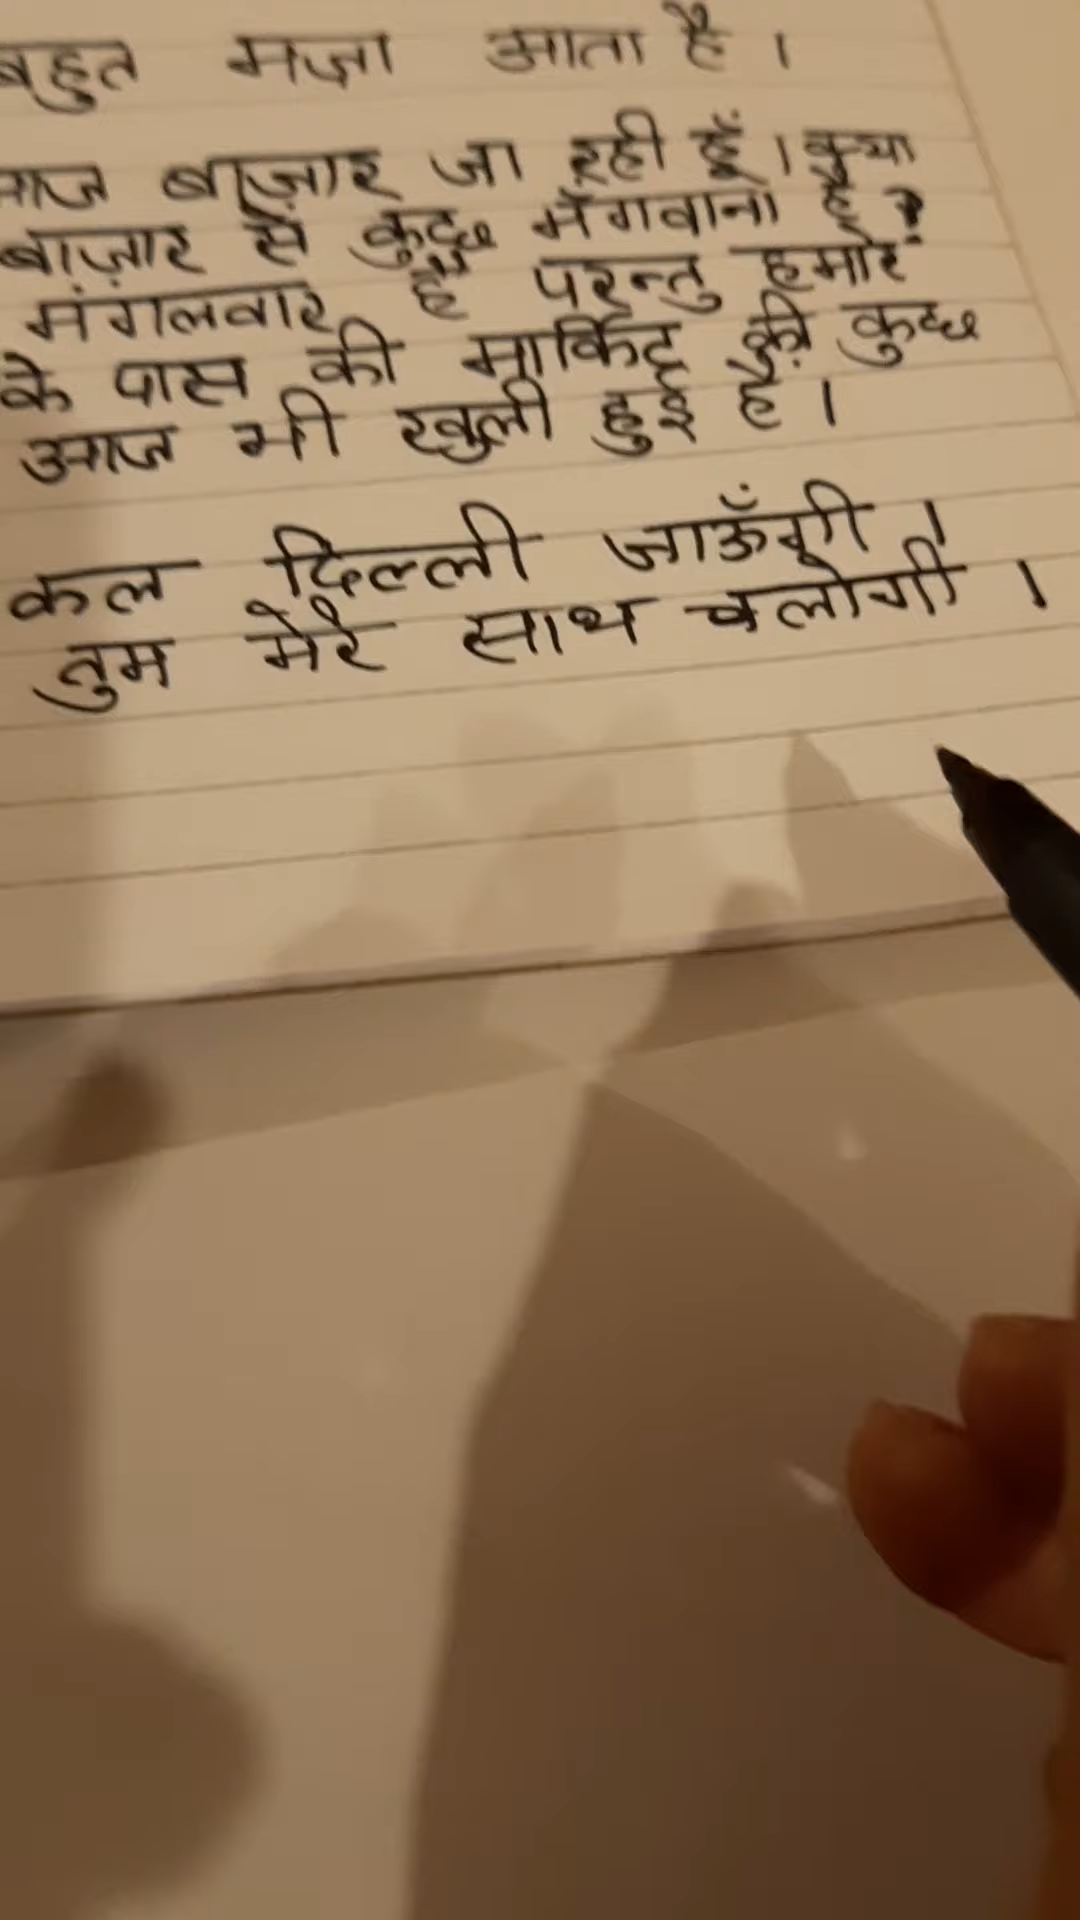 बहुत मज़ा आता है ।
आज बाज़ार जा रही हूँ । क्या
बाज़ार से कुछ मँगवाना है ?
मंगलवार है परन्तु हमारे
के पास की मार्किट की कुछ
आज भी खुली हुई है ।
कल दिल्ली जाऊँगी ।
तुम मेरे साथ चलोगी ।